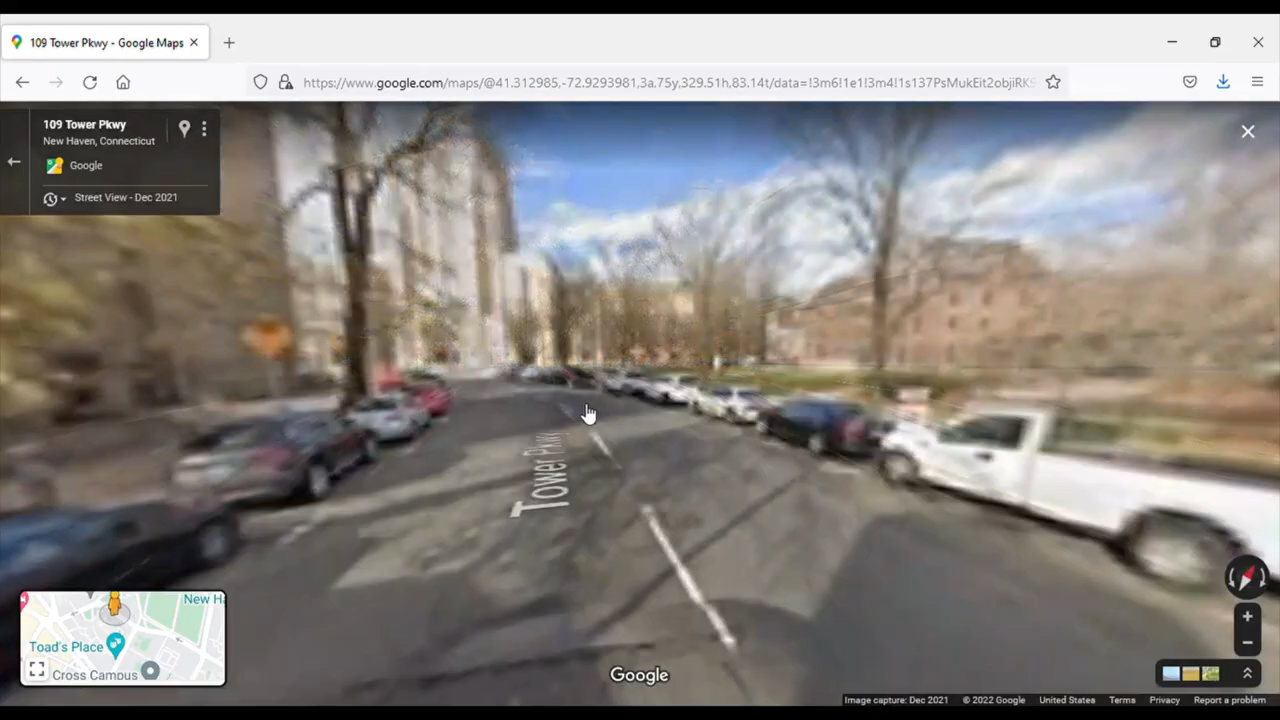 109 Tower Pkwy - Google Maps
https://www.google.com/maps/@41.312985,-72.9293981,3a,75y,329.51h,83.14t/data=!3m6!1e1!3m4!1s137PsMukEit2objiRK
109 Tower Pkwy
New Haven, Connecticut
Google
Street View - Dec 2021
Tower Pkwy
New Ha
Toad's Place
Cross Campus
Google
Image capture: Dec 2021 © 2022 Google United States Terms Privacy Report a problem